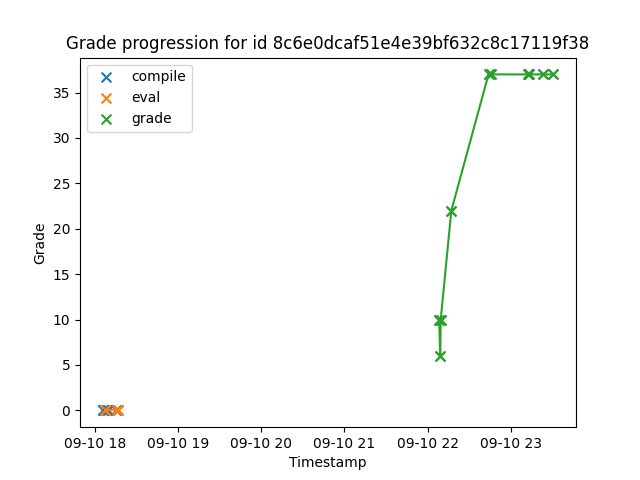 Grade progression for id 8c6e0dcaf51e4e39bf632c8c17119f38
compile
eval
grade
35
30
25
20
15
10
5
0
Grade
09-10 18 09-10 19 09-10 20 09-10 21 09-10 22 09-10 23
Timestamp